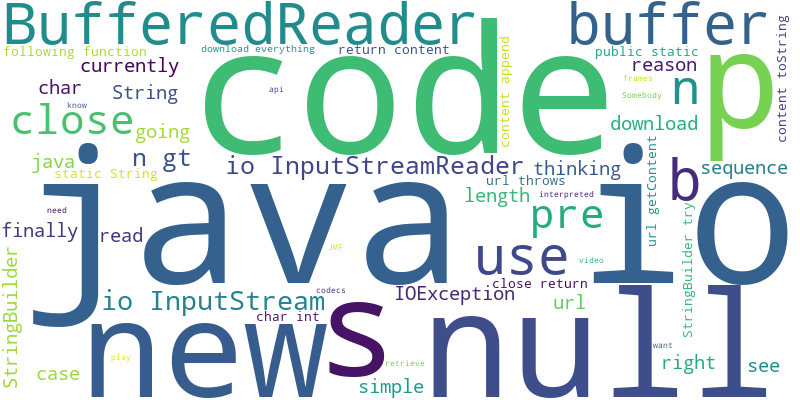 BufferedReader
buffer
following function
download everything
return content
public static
content toString
currently
code
content append
reason
p
char
api
frames
know
String
Somebody
n
close
going
download
java
n gt
io InputStreamReader
thinking
b
sequence
static String
url throws
url getContent
length
interpreted
need
java io
pre
finally
read
use
JMF
video
StringBuilder
io InputStream
codecs
close return
IOException
StringBuilder try
url
char int
s
new
null
want
play
right
see
case
retrieve
simple